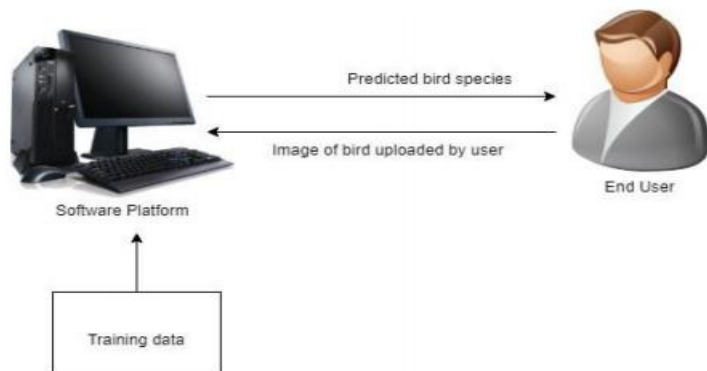 Predicted bird species
Image of bird uploaded by user
End User
Software Platform
Training data